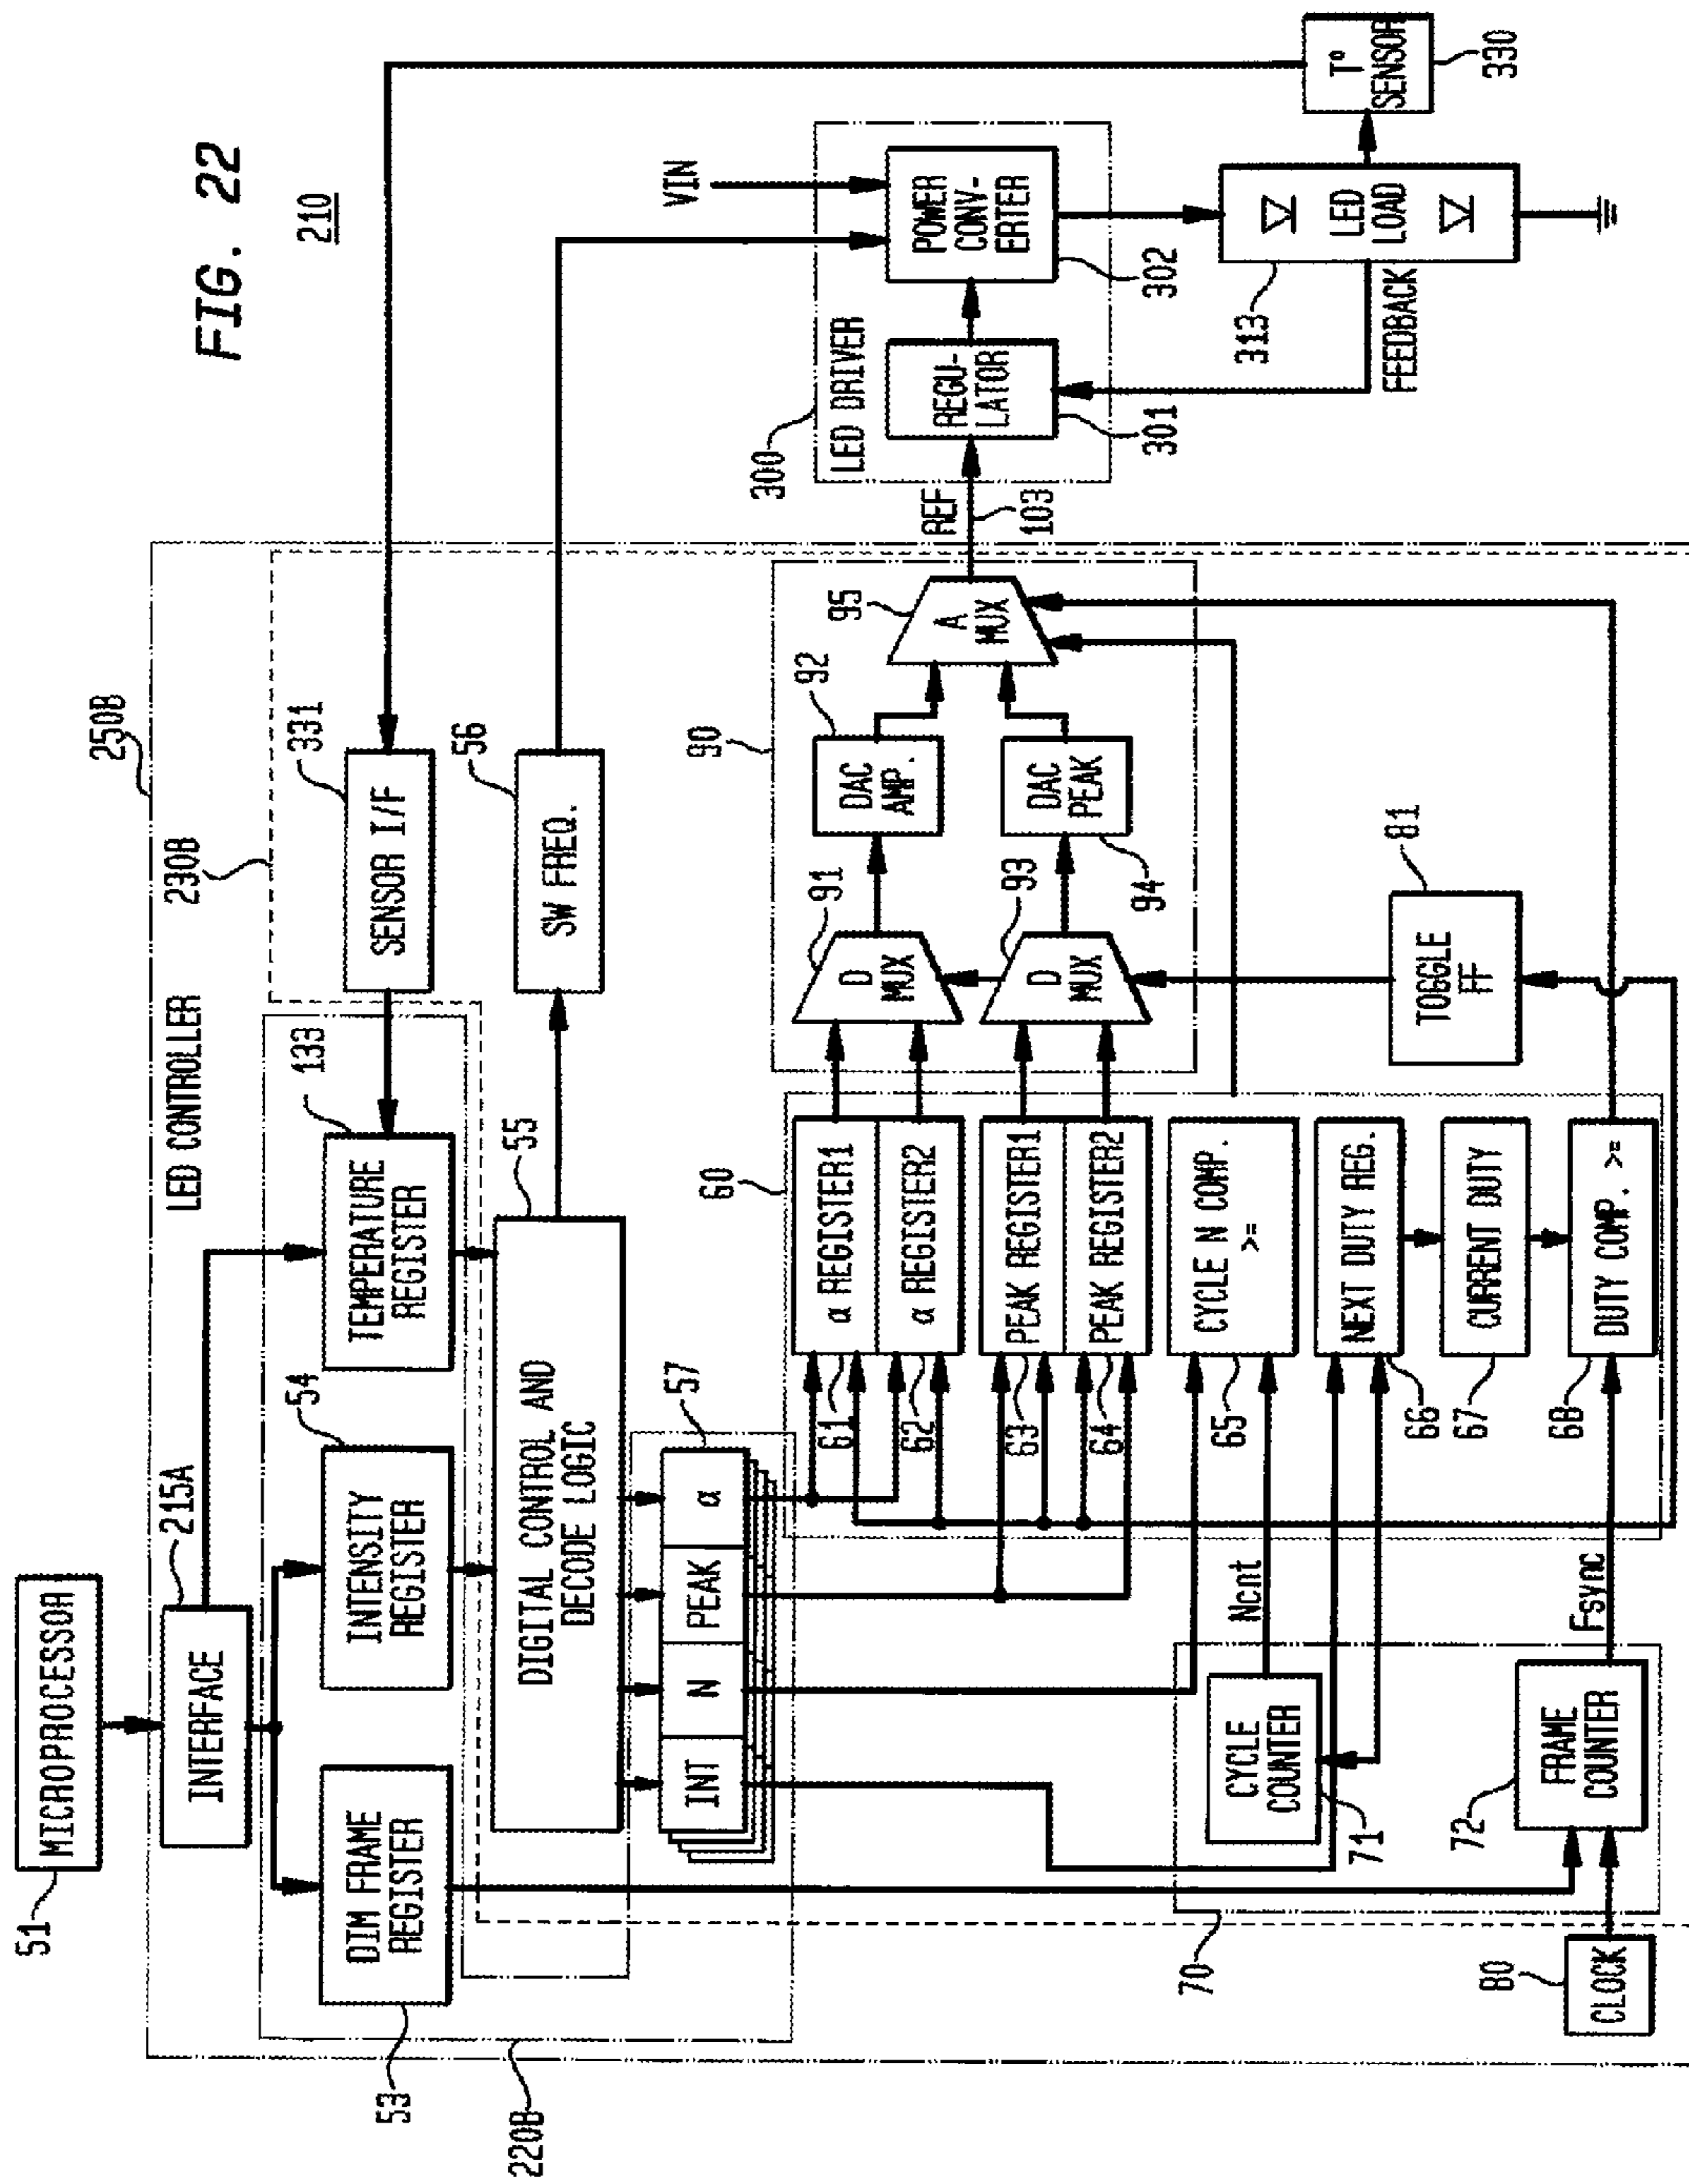 FIG. 22
210
MICROPROCESSOR
51
INTERFACE
215A
LED CONTROLLER
250B
230B
220B
DIM FRAME
REGISTER
53
INTENSITY
REGISTER
54
TEMPERATURE
REGISTER
133
SENSOR I/F
331
DIGITAL CONTROL AND
DECODE LOGIC
55
SW FREQ.
56
INT
N
PEAK
α
57
60
α REGISTER1
61
α REGISTER2
62
PEAK REGISTER1
63
PEAK REGISTER2
64
CYCLE N COMP.
>=
65
NEXT DUTY REG.
66
CURRENT DUTY
67
DUTY COMP. >=
68
CYCLE
COUNTER
71
Ncnt
FRAME
COUNTER
72
Fsync
70
CLOCK
80
TOGGLE
FF
81
90
D
MUX
91
DAC
AMP.
92
D
MUX
93
DAC
PEAK
94
A
MUX
95
REF
103
LED DRIVER
300
REGU-
LATOR
301
POWER
CONV-
ERTER
302
VIN
LED
LOAD
313
FEEDBACK
T°
SENSOR
330